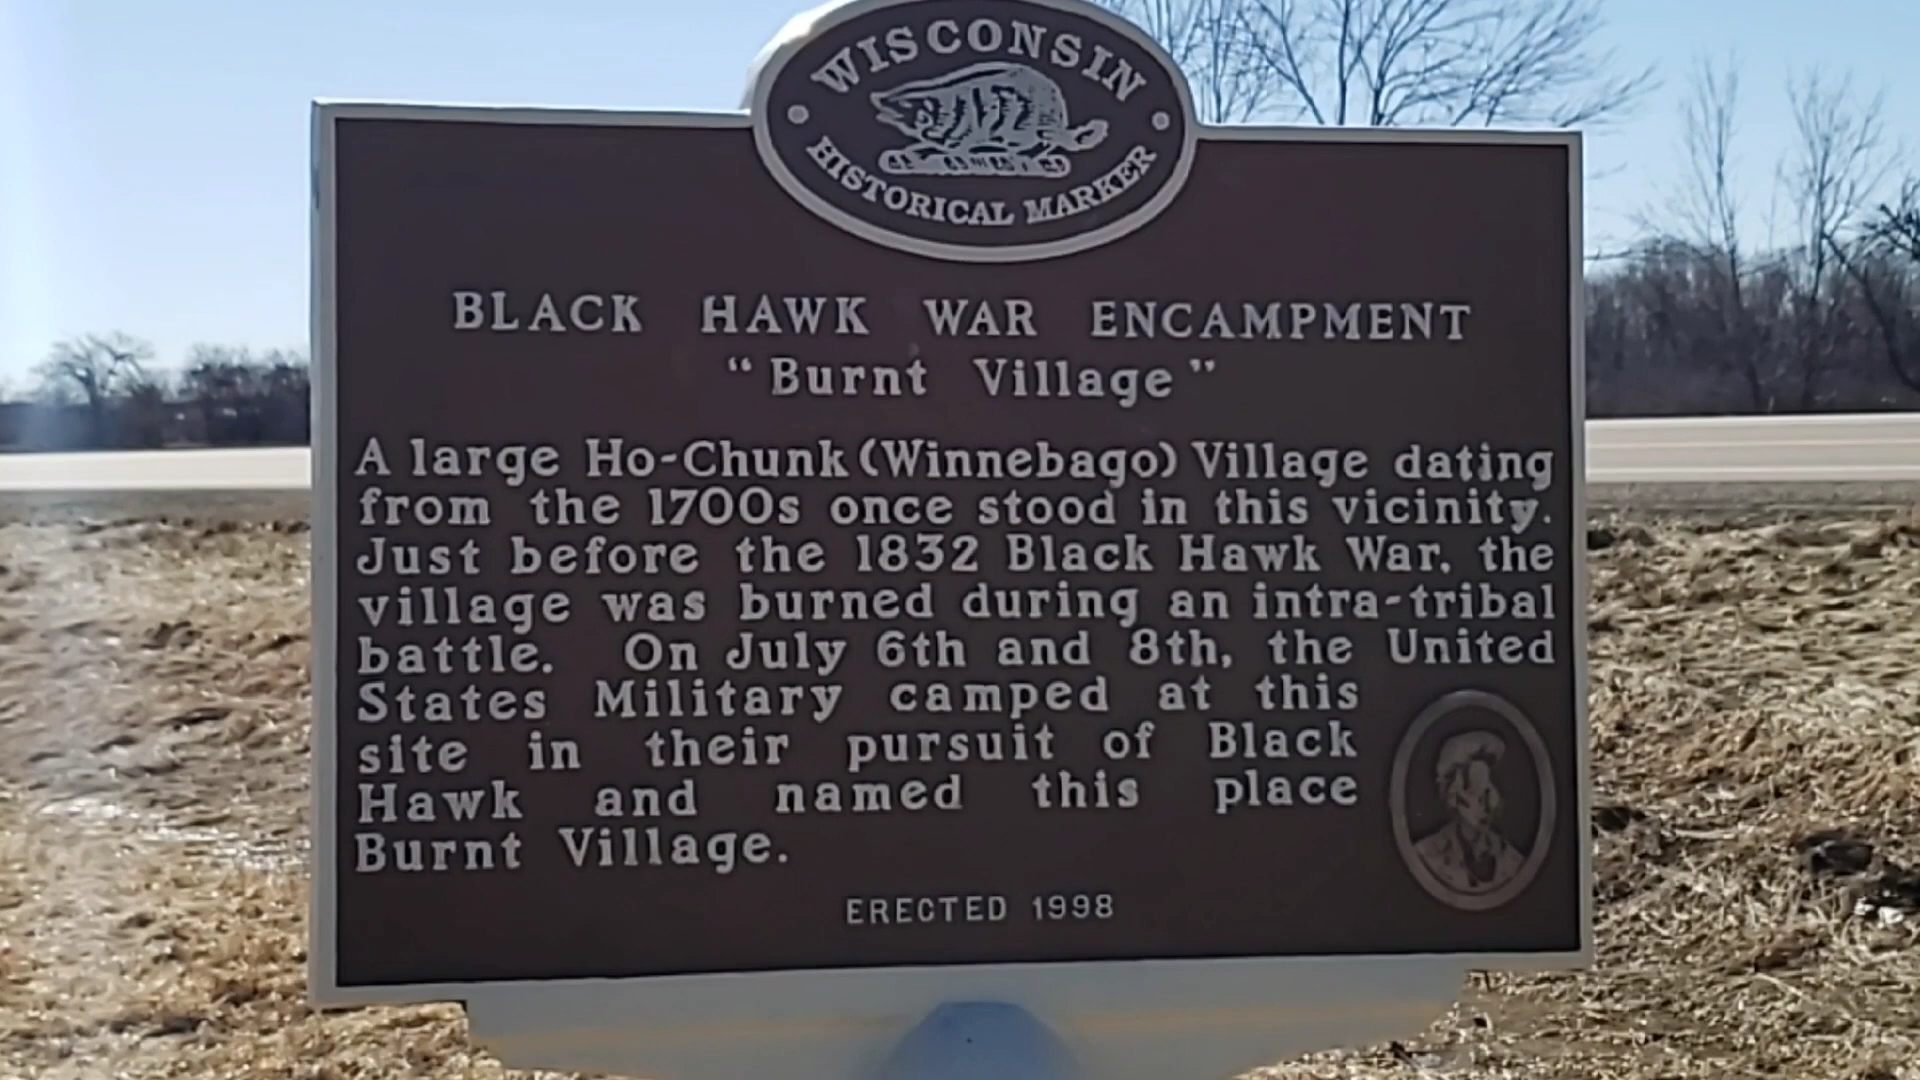 WISCONSIN
HISTORICAL MARKER
BLACK HAWK WAR ENCAMPMENT
"Burnt Village"
A large Ho-Chunk (Winnebago) Village dating
from the 1700s once stood in this vicinity.
Just before the 1832 Black Hawk War, the
village was burned during an intra-tribal
battle. On July 6th and 8th, the United
States Military camped at this
site in their pursuit of Black
Hawk and named this place
Burnt Village.
ERECTED 1998